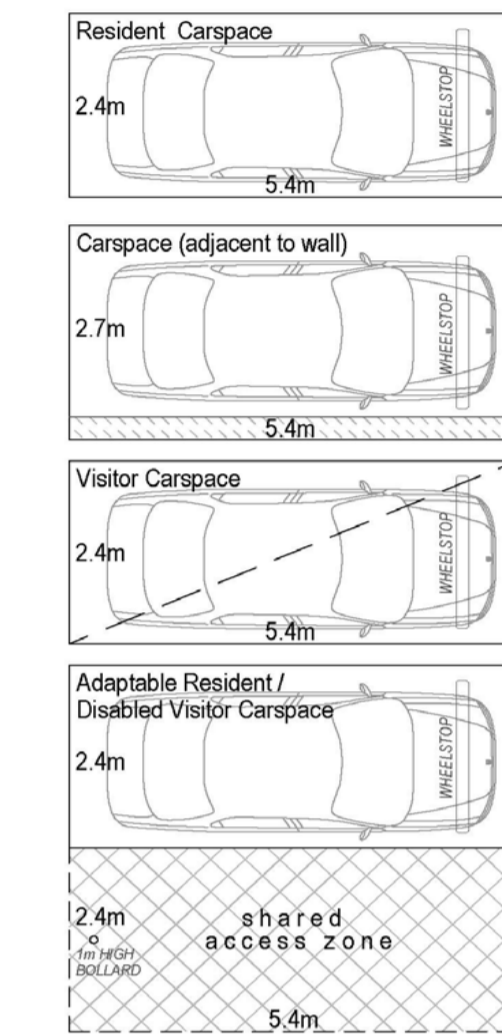 Resident Carspace
2.4m
WHEELSTOP
5.4m
Carspace (adjacent to wall)
2.7m
WHEELSTOP
5.4m
Visitor Carspace
2.4m
WHEELSTOP
5.4m
Adaptable Resident /
Disabled Visitor Carspace
2.4m
WHEELSTOP
2.4m
shared
access zone
1m HIGH
BOLLARD
5.4m